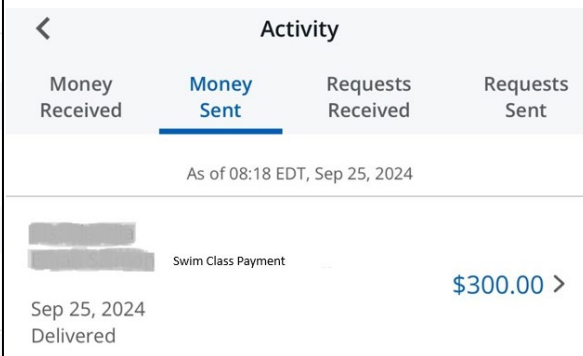 Activity
Money Received
Money Sent
Requests Received
Requests Sent
As of 08:18 EDT, Sep 25, 2024
Swim Class Payment
$300.00
Sep 25, 2024
Delivered